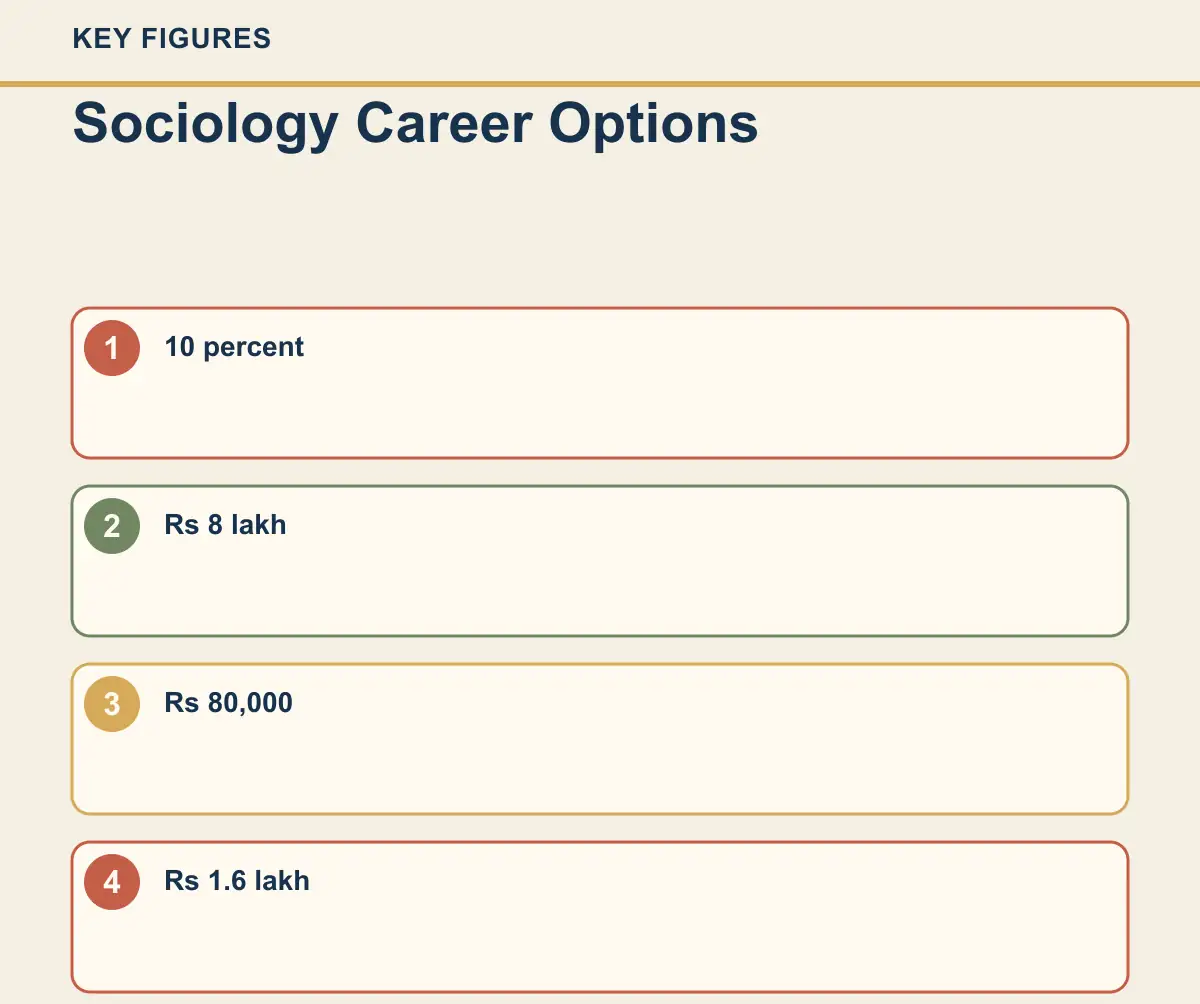 KEY FIGURES
Sociology Career Options
1 10 percent
2 Rs 8 lakh
3 Rs 80,000
4 Rs 1.6 lakh